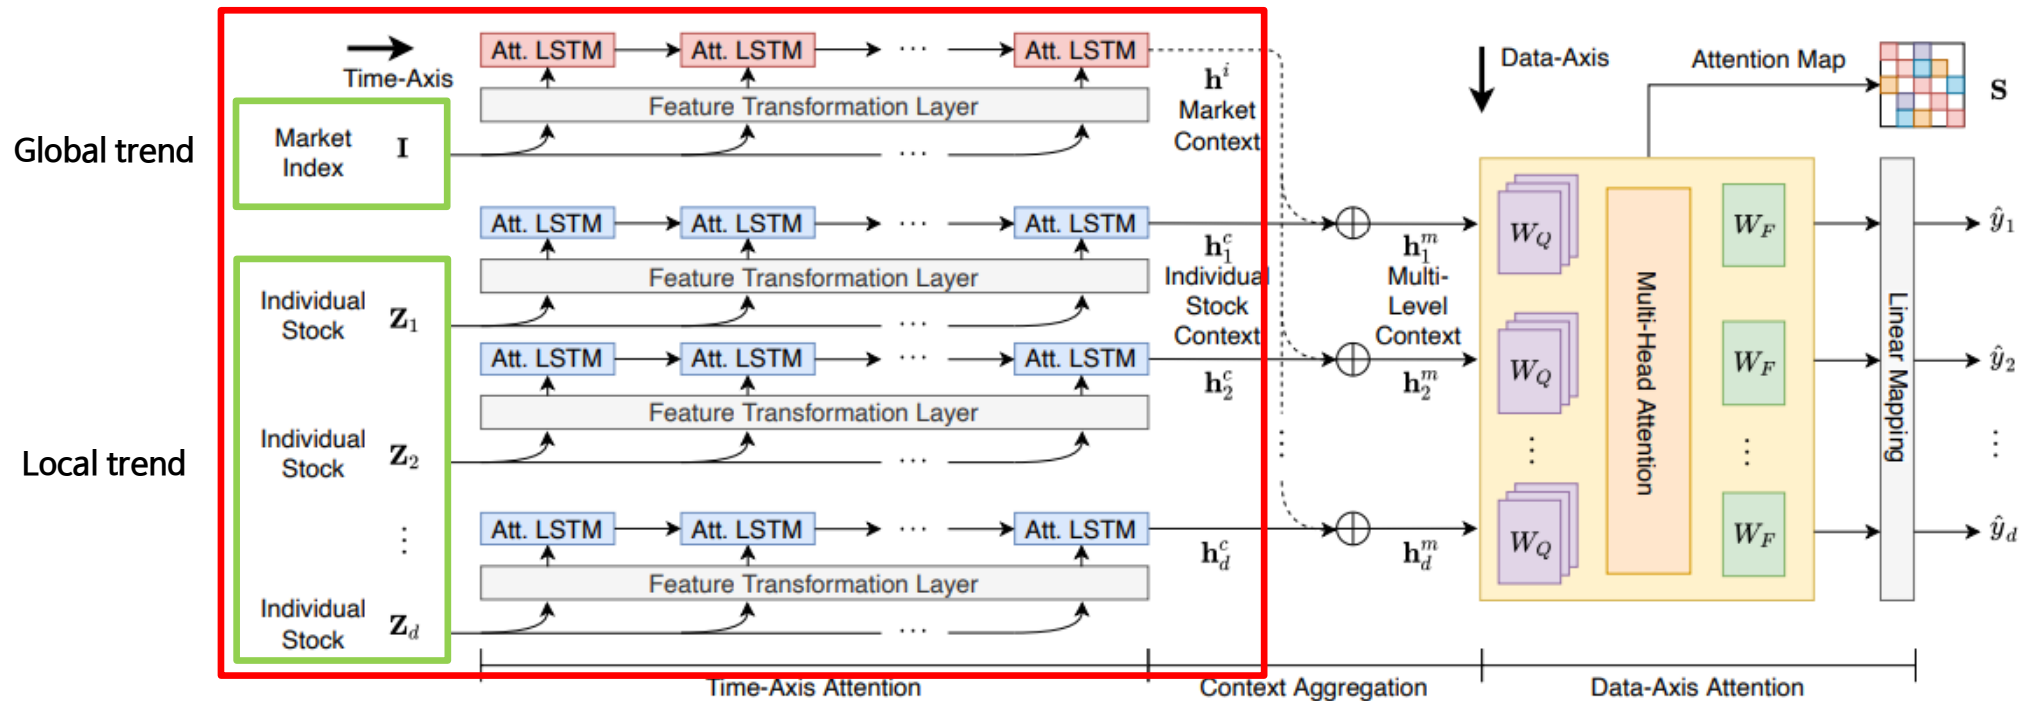 Time-Axis
Att. LSTM
Att. LSTM
...
Att. LSTM
Feature Transformation Layer
Global trend
Market
Index
I
...
h^i
Market
Context
Att. LSTM
Att. LSTM
...
Att. LSTM
Feature Transformation Layer
Individual
Stock
Z_1
...
h_1^c
Individual
Stock
Context
Att. LSTM
Att. LSTM
...
Att. LSTM
h_2^c
Feature Transformation Layer
Local trend
Individual
Stock
Z_2
...
⋮
Att. LSTM
Att. LSTM
...
Att. LSTM
h_d^c
Feature Transformation Layer
Individual
Stock
Z_d
...
⊕
h_1^m
Multi-
Level
Context
⊕
h_2^m
⋮
⊕
h_d^m
Data-Axis
Attention Map
S
W_Q
W_Q
⋮
W_Q
Multi-Head Attention
W_F
W_F
⋮
W_F
Linear Mapping
ŷ_1
ŷ_2
⋮
ŷ_d
Time-Axis Attention
Context Aggregation
Data-Axis Attention